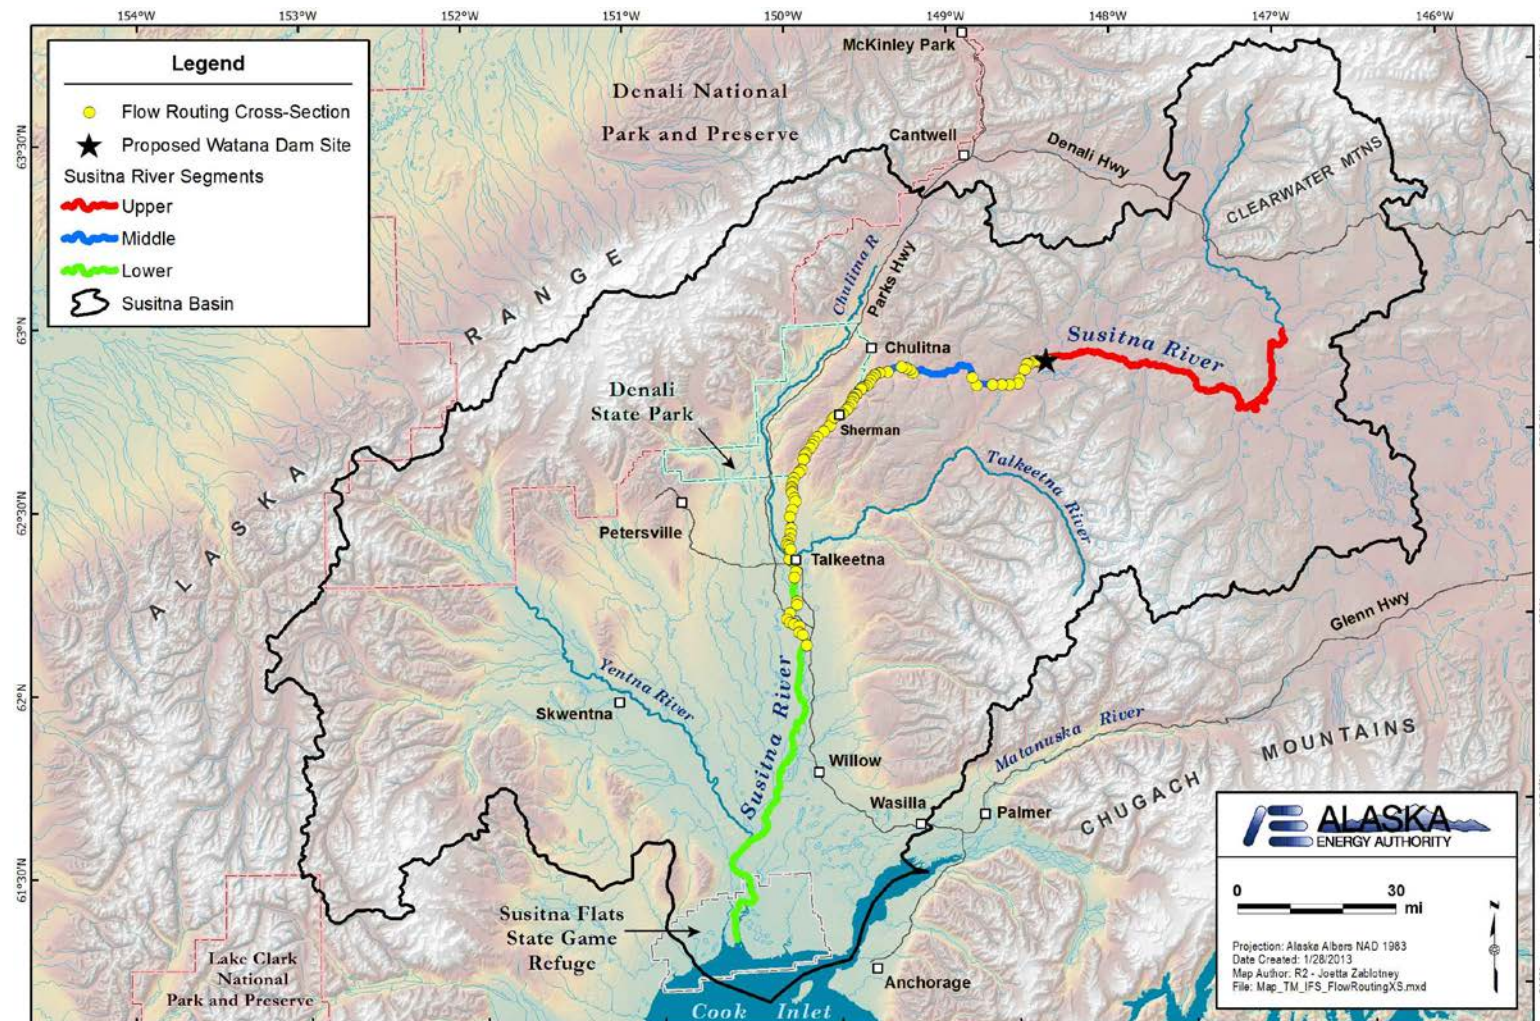 154°W
153°W
152°W
151°W
150°W
149°W
148°W
147°W
146°W
Legend
Flow Routing Cross-Section
Proposed Watana Dam Site
Susitna River Segments
Upper
Middle
Lower
Susitna Basin
63°30'N
63°N
62°30'N
62°N
61°30'N
McKinley Park
Denali National
Park and Preserve
Cantwell
Denali Hwy
CLEARWATER MTNS
ALASKA RANGE
Chulitna R
Parks Hwy
Chulitna
Susitna River
Denali
State Park
Sherman
Talkeetna River
Petersville
Talkeetna
Glenn Hwy
Yentna River
Skwentna
Susitna River
Matanuska River
Willow
CHUGACH MOUNTAINS
Wasilla
Palmer
Susitna Flats
State Game
Refuge
Lake Clark
National
Park and Preserve
Anchorage
Cook Inlet
ALASKA
ENERGY AUTHORITY
0 30
mi
N
Projection: Alaska Albers NAD 1983
Date Created: 1/28/2013
Map Author: R2 - Joetta Zablotney
File: Map_TM_IFS_FlowRoutingXS.mxd